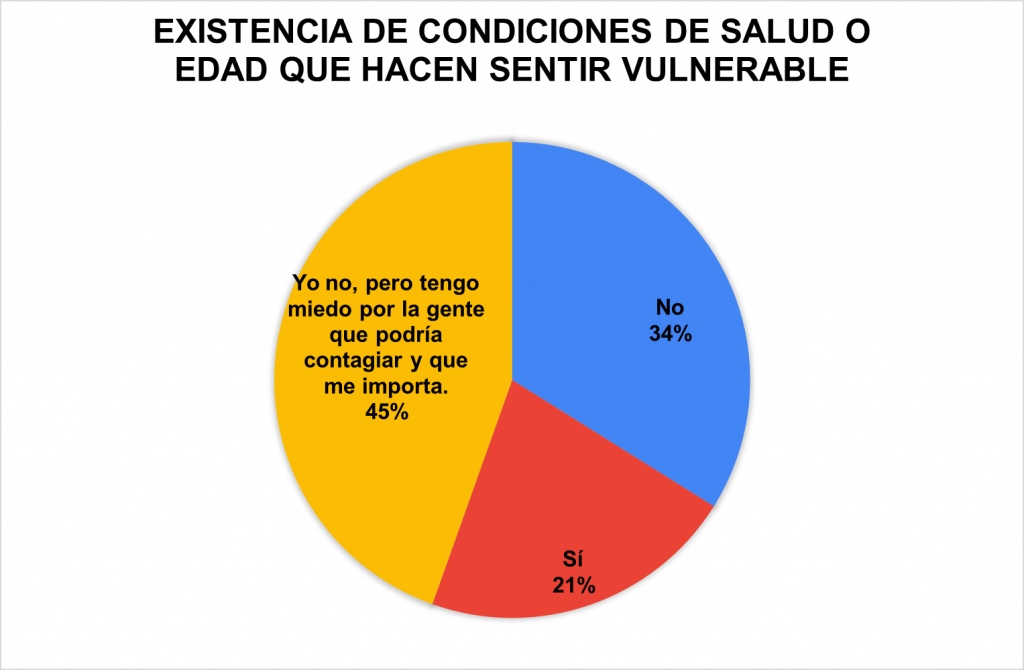 EXISTENCIA DE CONDICIONES DE SALUD O
EDAD QUE HACEN SENTIR VULNERABLE
Yo no, pero tengo
miedo por la gente
que podría
contagiar y que
me importa.
45%
No
34%
Sí
21%